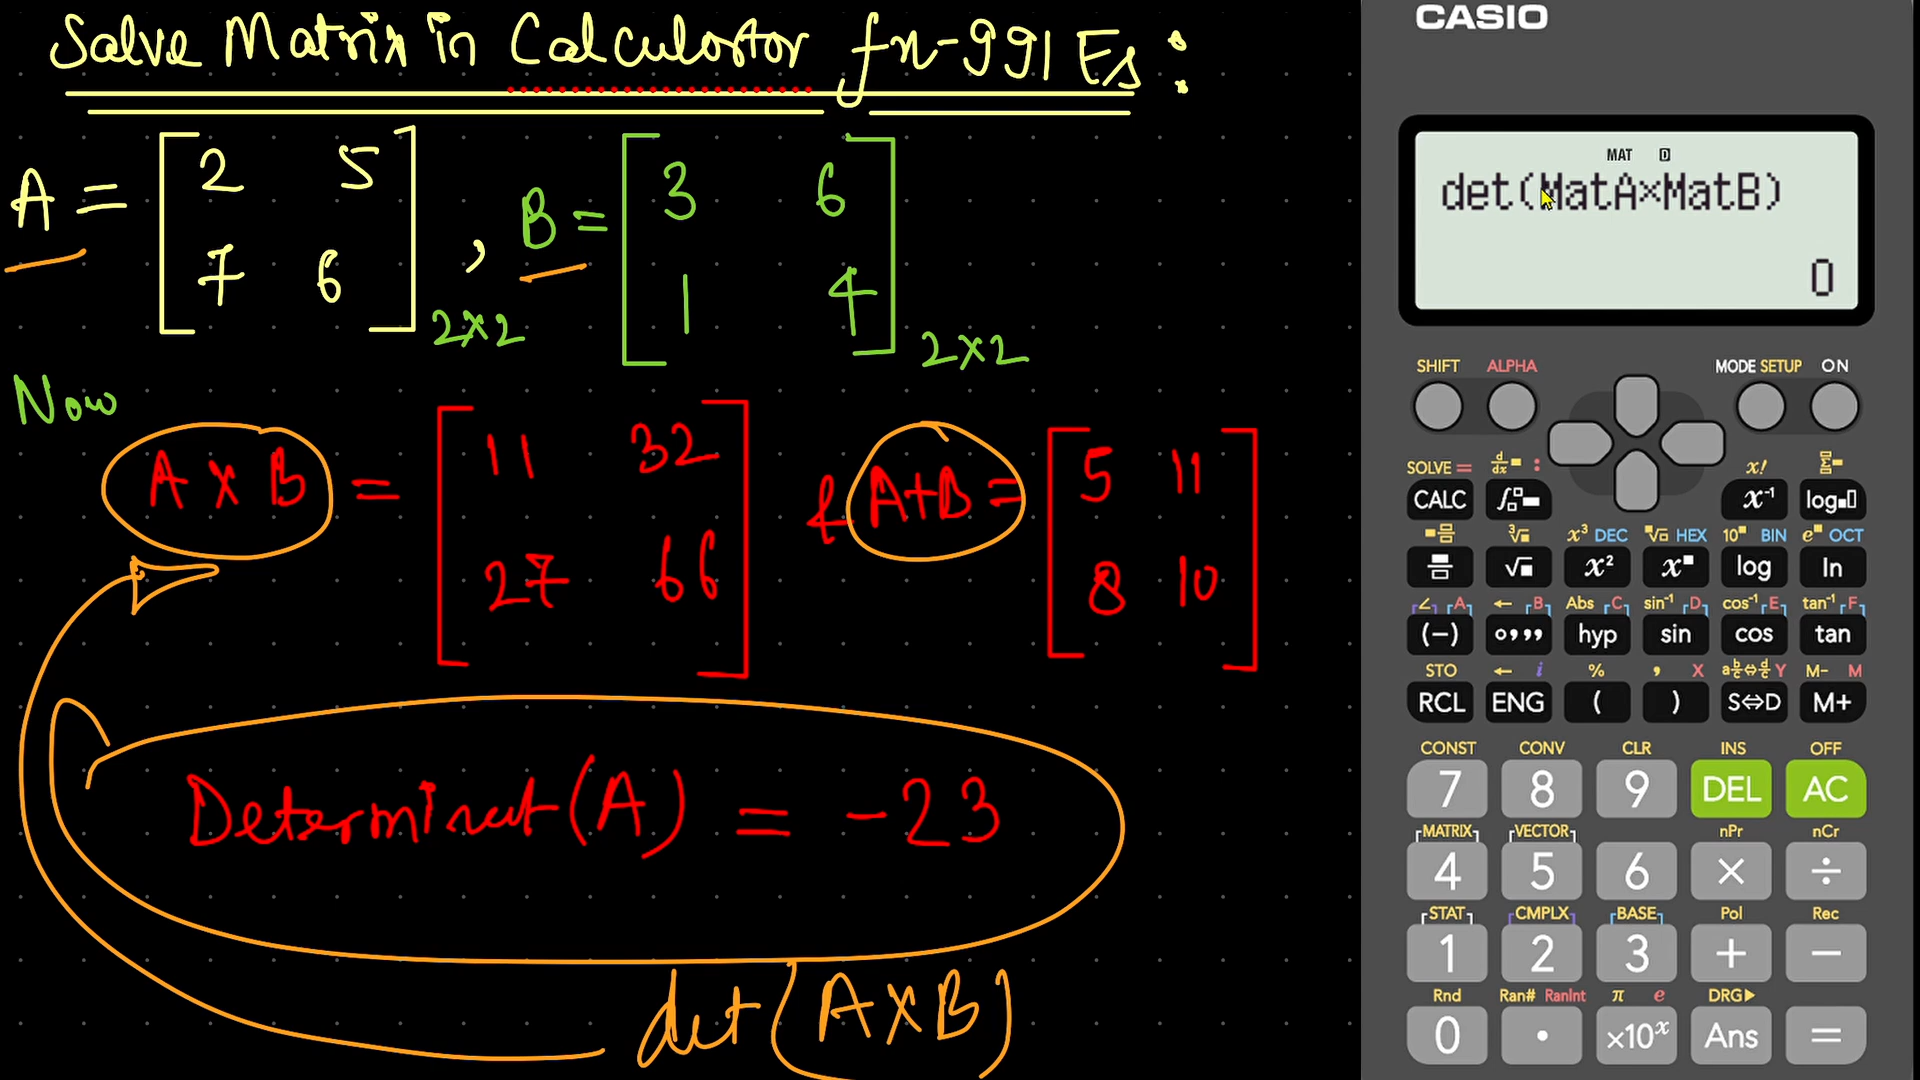 Solve Matrix in Calculator fx-991 Es:
A = [ 2 5
7 6 ] 2×2 , B = [ 3 6
1 4 ] 2×2
Now
A × B = [ 11 32
27 66 ] & A+B = [ 5 11
8 10 ]
Determinut(A) = -23
det(A×B)
CASIO
MAT D
det(MatA×MatB)
0
SHIFT ALPHA MODE SETUP ON
SOLVE = d/dx : x! Σ
CALC ∫ x⁻¹ log
³√ x³ DEC √ HEX 10 BIN e OCT
√ x² x log ln
∠ A ← B Abs C sin⁻¹ D cos⁻¹ E tan⁻¹ F
(−) °’’’ hyp sin cos tan
STO ← i % , X a b/c⇔d/c Y M- M
RCL ENG ( ) S⇔D M+
CONST CONV CLR INS OFF
7 8 9 DEL AC
MATRIX VECTOR nPr nCr
4 5 6 × ÷
STAT CMPLX BASE Pol Rec
1 2 3 + −
Rnd Ran# RanInt π e DRG▶
0 . ×10ˣ Ans =